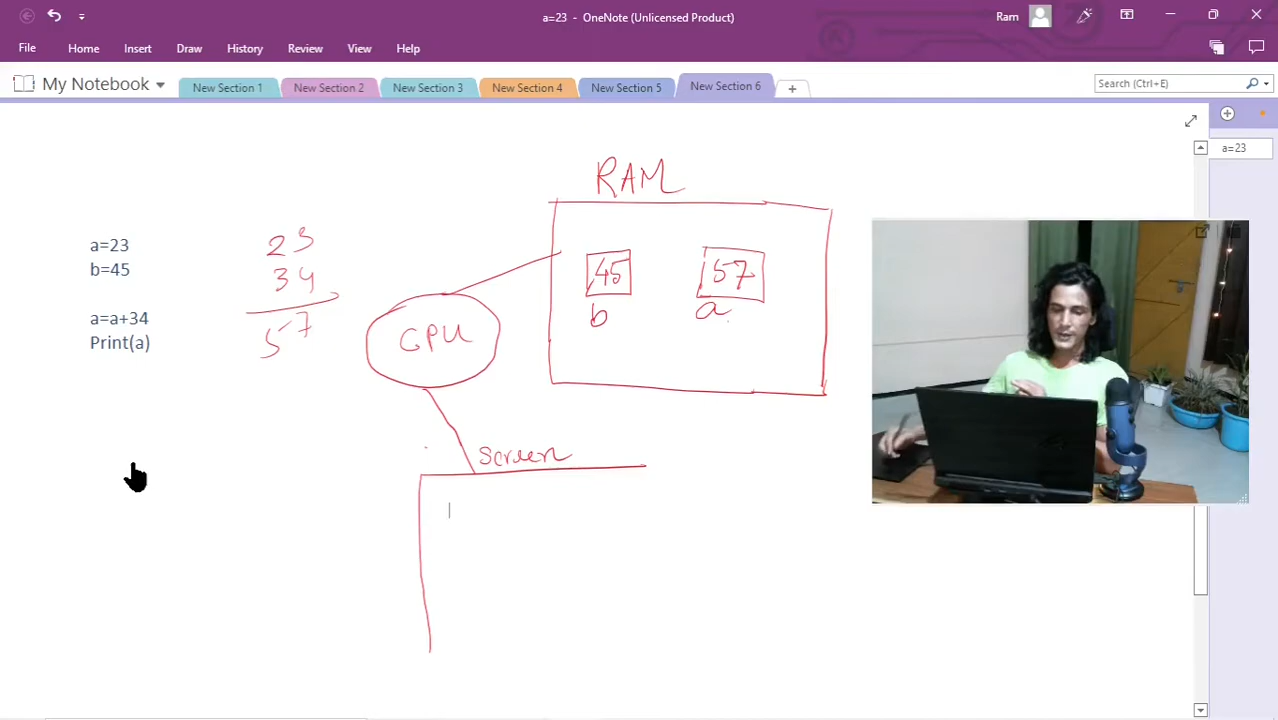 a=23 - OneNote (Unlicensed Product)
Ram
File Home Insert Draw History Review View Help
My Notebook
New Section 1
New Section 2
New Section 3
New Section 4
New Section 5
New Section 6
Search (Ctrl+E)
a=23
RAM
a=23
b=45
a=a+34
Print(a)
23
34
57
45
57
b
a
CPU
Screen